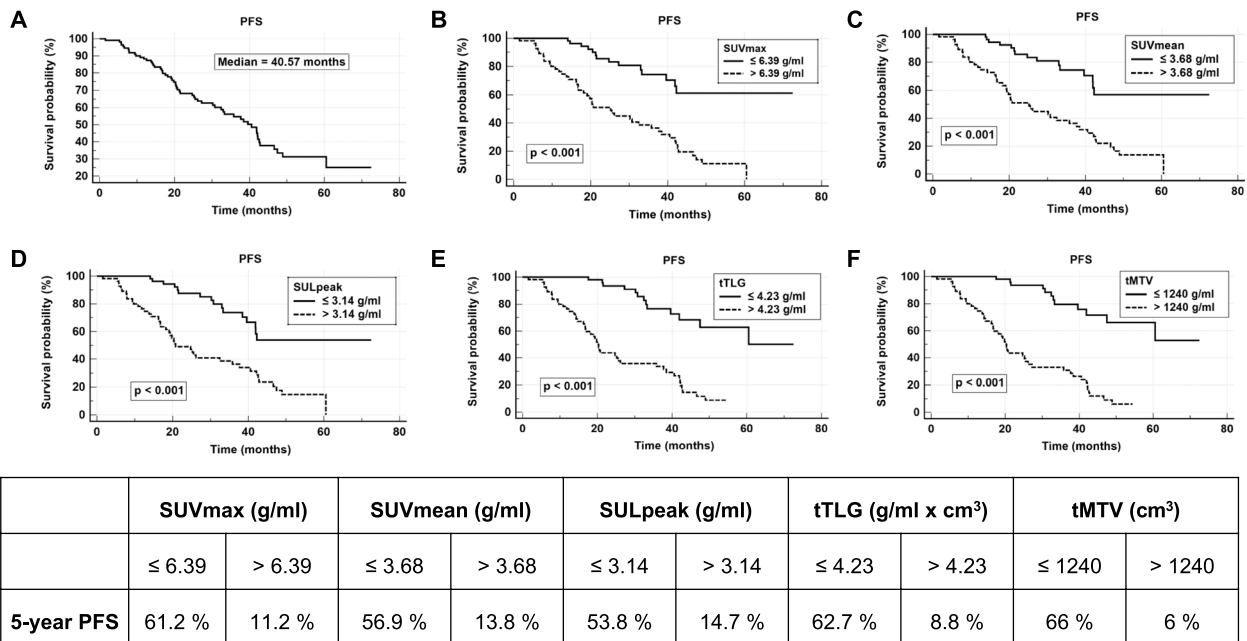 A
PFS
Survival probability (%)
100
90
80
70
60
50
40
30
20
Median = 40.57 months
0 20 40 60 80
Time (months)
B
PFS
Survival probability (%)
100
80
60
40
20
0
SUVmax
≤ 6.39 g/ml
> 6.39 g/ml
p < 0.001
0 20 40 60 80
Time (months)
C
PFS
Survival probability (%)
100
80
60
40
20
0
SUVmean
≤ 3.68 g/ml
> 3.68 g/ml
p < 0.001
0 20 40 60 80
Time (months)
D
PFS
Survival probability (%)
100
80
60
40
20
0
SULpeak
≤ 3.14 g/ml
> 3.14 g/ml
p < 0.001
0 20 40 60 80
Time (months)
E
PFS
Survival probability (%)
100
80
60
40
20
0
tTLG
≤ 4.23 g/ml
> 4.23 g/ml
p < 0.001
0 20 40 60 80
Time (months)
F
PFS
Survival probability (%)
100
80
60
40
20
0
tMTV
≤ 1240 g/ml
> 1240 g/ml
p < 0.001
0 20 40 60 80
Time (months)
SUVmax (g/ml) SUVmean (g/ml) SULpeak (g/ml) tTLG (g/ml x cm³) tMTV (cm³)
≤ 6.39 > 6.39 ≤ 3.68 > 3.68 ≤ 3.14 > 3.14 ≤ 4.23 > 4.23 ≤ 1240 > 1240
5-year PFS 61.2 % 11.2 % 56.9 % 13.8 % 53.8 % 14.7 % 62.7 % 8.8 % 66 % 6 %